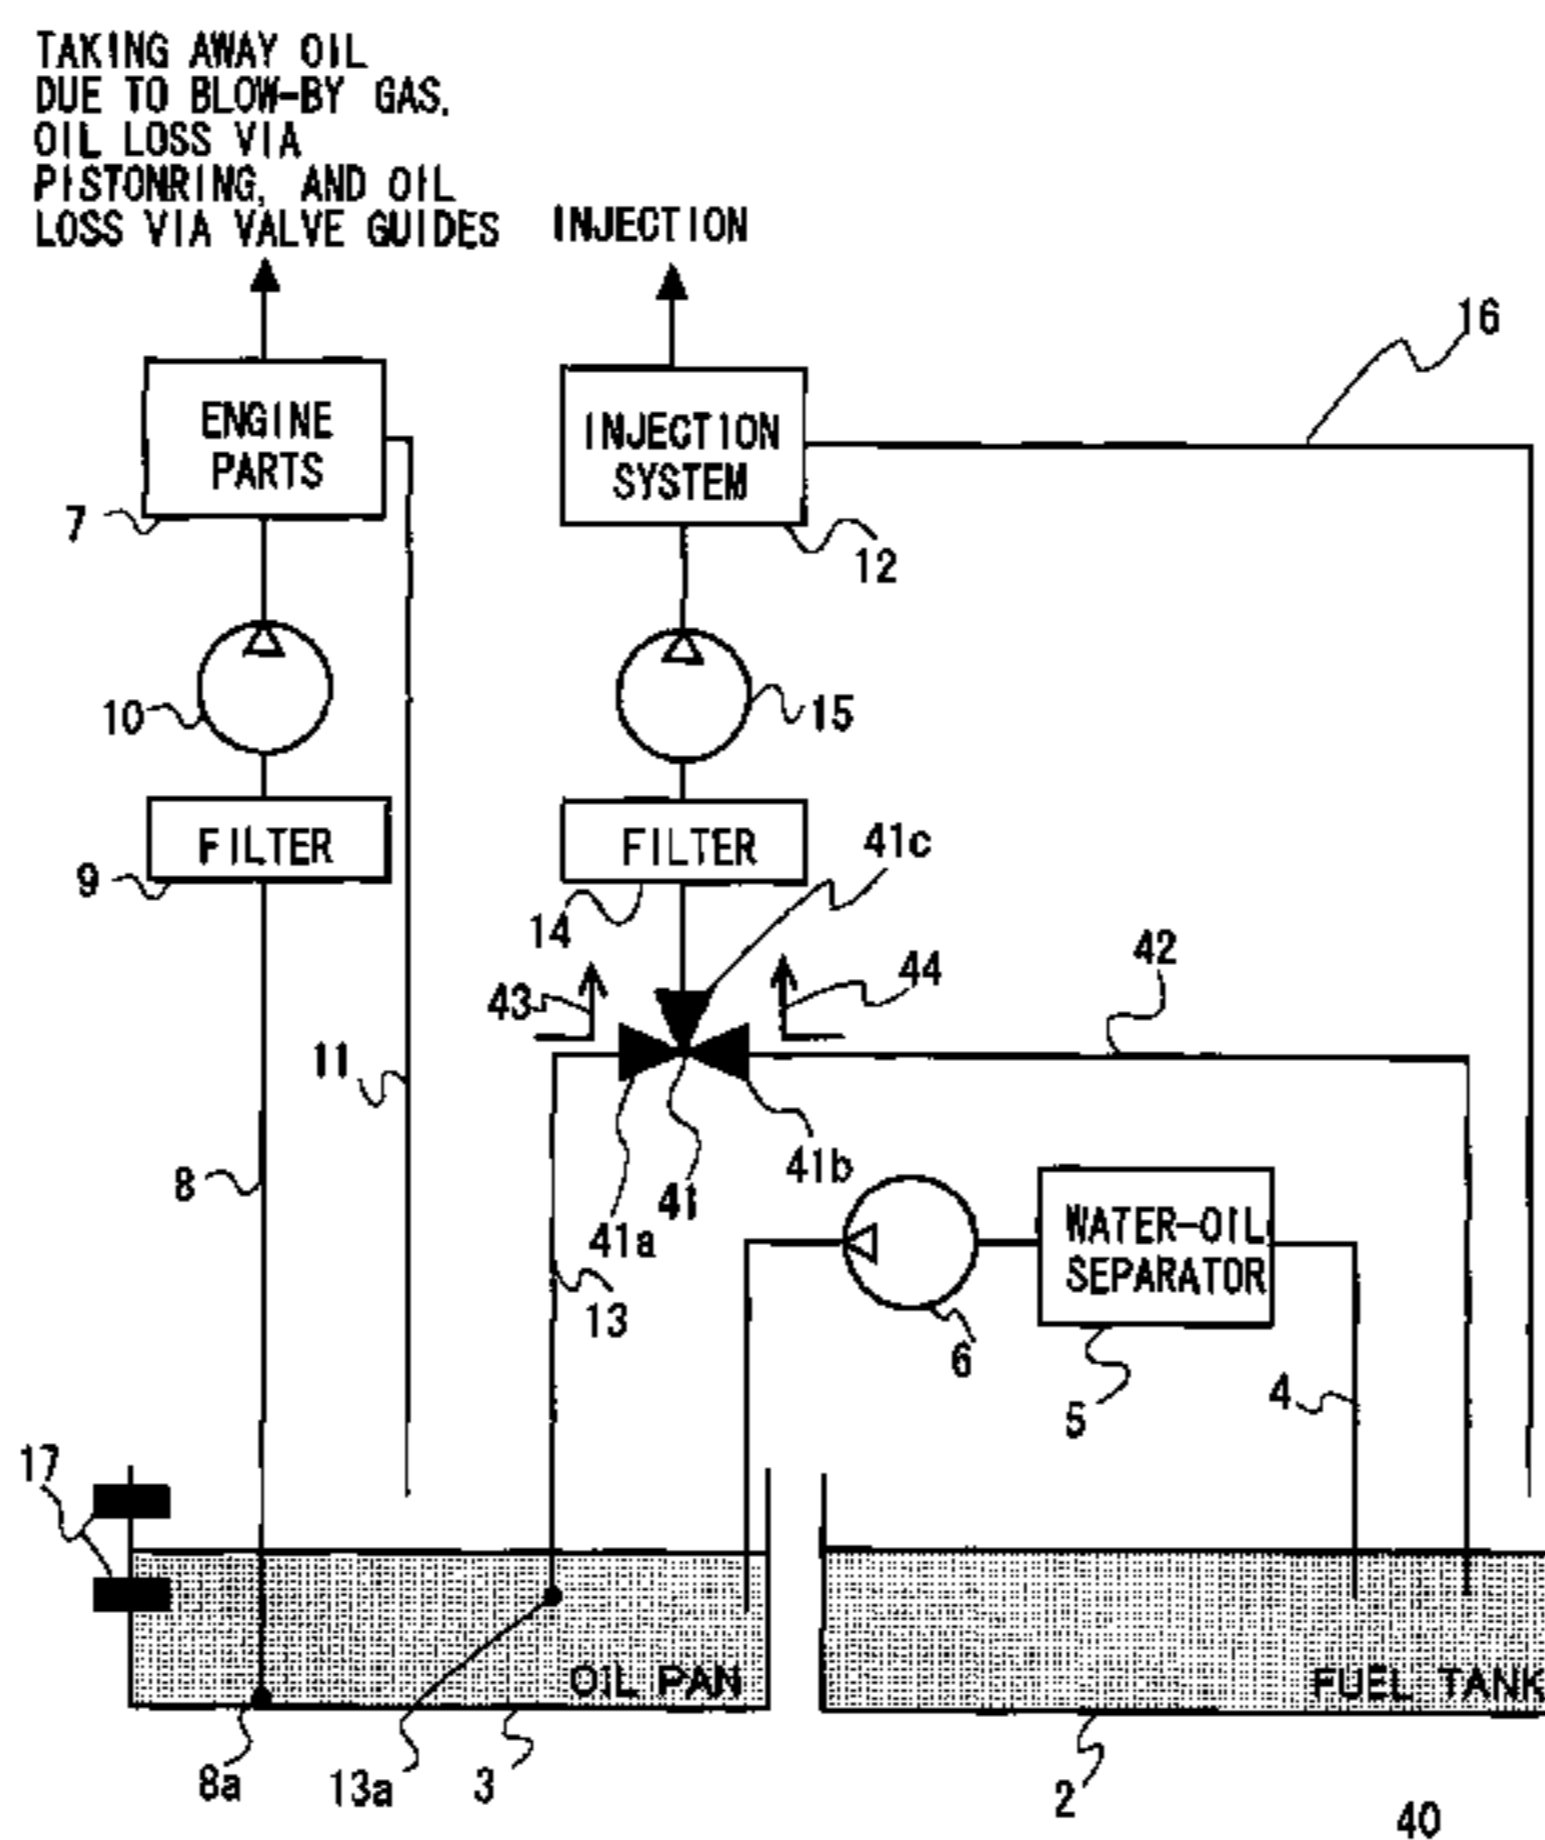 TAKING AWAY OIL
DUE TO BLOW-BY GAS,
OIL LOSS VIA
PISTONRING, AND OIL
LOSS VIA VALVE GUIDES
INJECTION
16
ENGINE
PARTS
INJECTION
SYSTEM
7
12
10
15
FILTER
FILTER
41c
9
14
42
43
44
11
8
41a
41
41b
WATER-OIL
SEPARATOR
13
6
5
4
17
OIL PAN
FUEL TANK
8a
13a
3
2
40